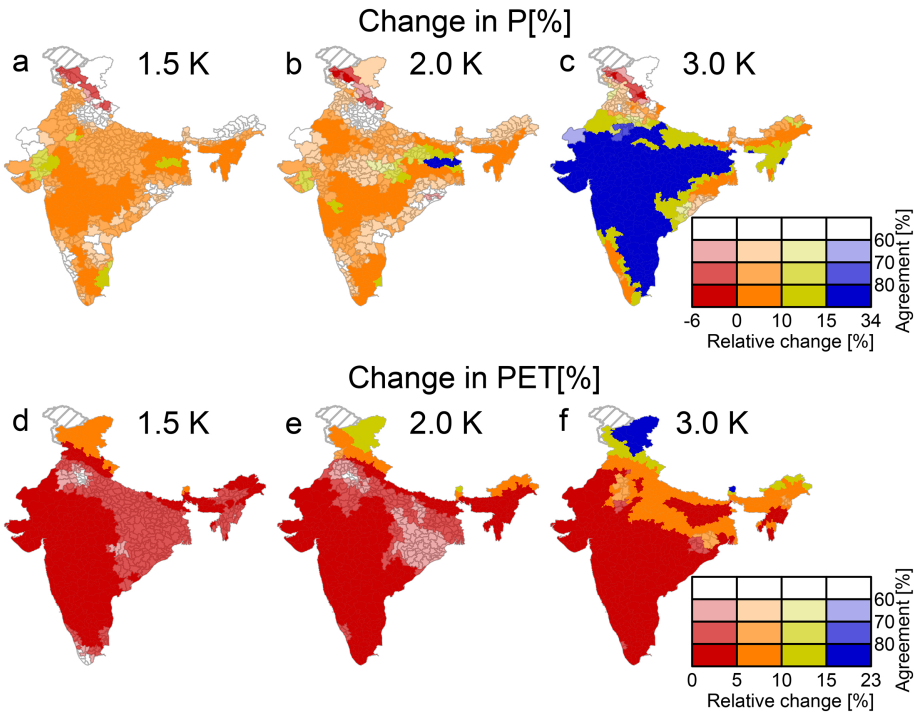 Change in P[%]
a 1.5 K b 2.0 K c 3.0 K
60
70
80
Agreement [%]
-6 0 10 15 34
Relative change [%]
Change in PET[%]
d 1.5 K e 2.0 K f 3.0 K
60
70
80
Agreement [%]
0 5 10 15 23
Relative change [%]